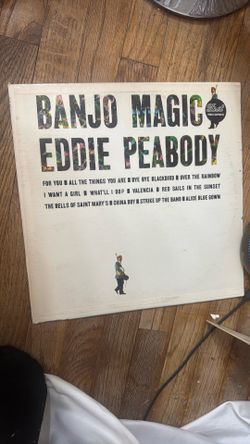 BANJO MAGIC
EDDIE PEABODY
FOR YOU ALL THE THINGS YOU ARE BYE BYE BLACKBIRD OVER THE RAINBOW
I WANT A GIRL WHAT'LL I DO? VALENCIA RED SAILS IN THE SUNSET
THE BELLS OF SAINT MARY'S CHINA BOY STRIKE UP THE BAND ALICE BLUE GOWN